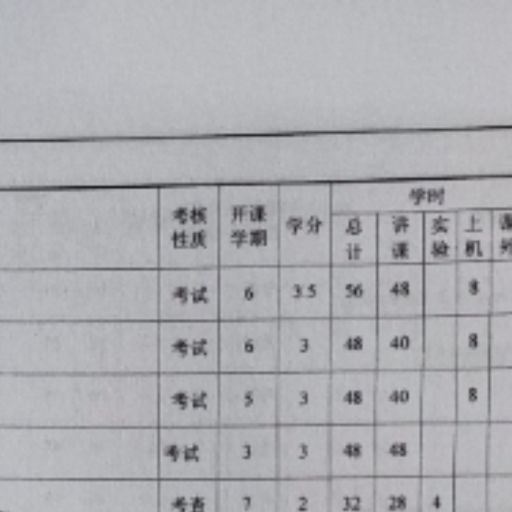 学时
考核 开课 学分 总 讲 实 上
性质 学期 计 课 验 机
考试 6 3.5 56 48 8
考试 6 3 48 40 8
考试 5 3 48 40 8
考试 3 3 48 48
考查 7 2 32 28 4